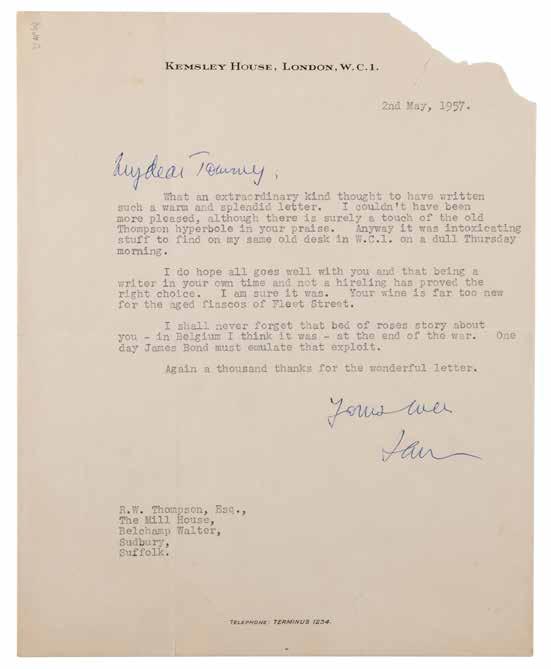 KEMSLEY HOUSE, LONDON, W.C.1.
2nd May, 1957.
My dear Tommy,
What an extraordinary kind thought to have written
such a warm and splendid letter. I couldn't have been
more pleased, although there is surely a touch of the old
Thompson hyperbole in your praise. Anyway it was intoxicating
stuff to find on my same old desk in W.C.1. on a dull Thursday
morning.
I do hope all goes well with you and that being a
writer in your own time and not a hireling has proved the
right choice. I am sure it was. Your wine is far too new
for the aged fiascos of Fleet Street.
I shall never forget that bed of roses story about
you - in Belgium I think it was - at the end of the war. One
day James Bond must emulate that exploit.
Again a thousand thanks for the wonderful letter.
Yours ever
Ian
R.W. Thompson, Esq.,
The Mill House,
Belchamp Walter,
Sudbury,
Suffolk.
TELEPHONE: TERMINUS 1234.